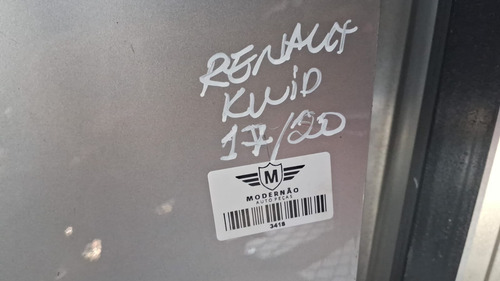 RENAULT
KWID
17/20
M
MODERNÃO
AUTO PEÇAS
3418